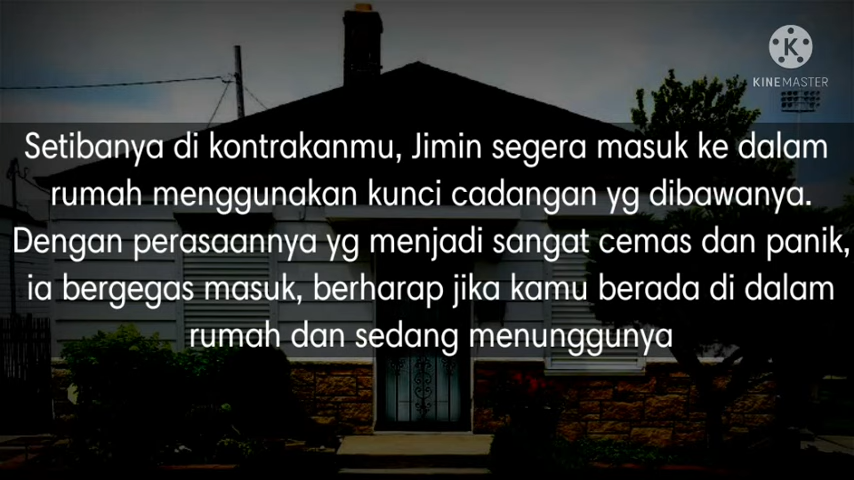 KINEMASTER
Setibanya di kontrakanmu, Jimin segera masuk ke dalam
rumah menggunakan kunci cadangan yg dibawanya.
Dengan perasaannya yg menjadi sangat cemas dan panik,
ia bergegas masuk, berharap jika kamu berada di dalam
rumah dan sedang menunggunya